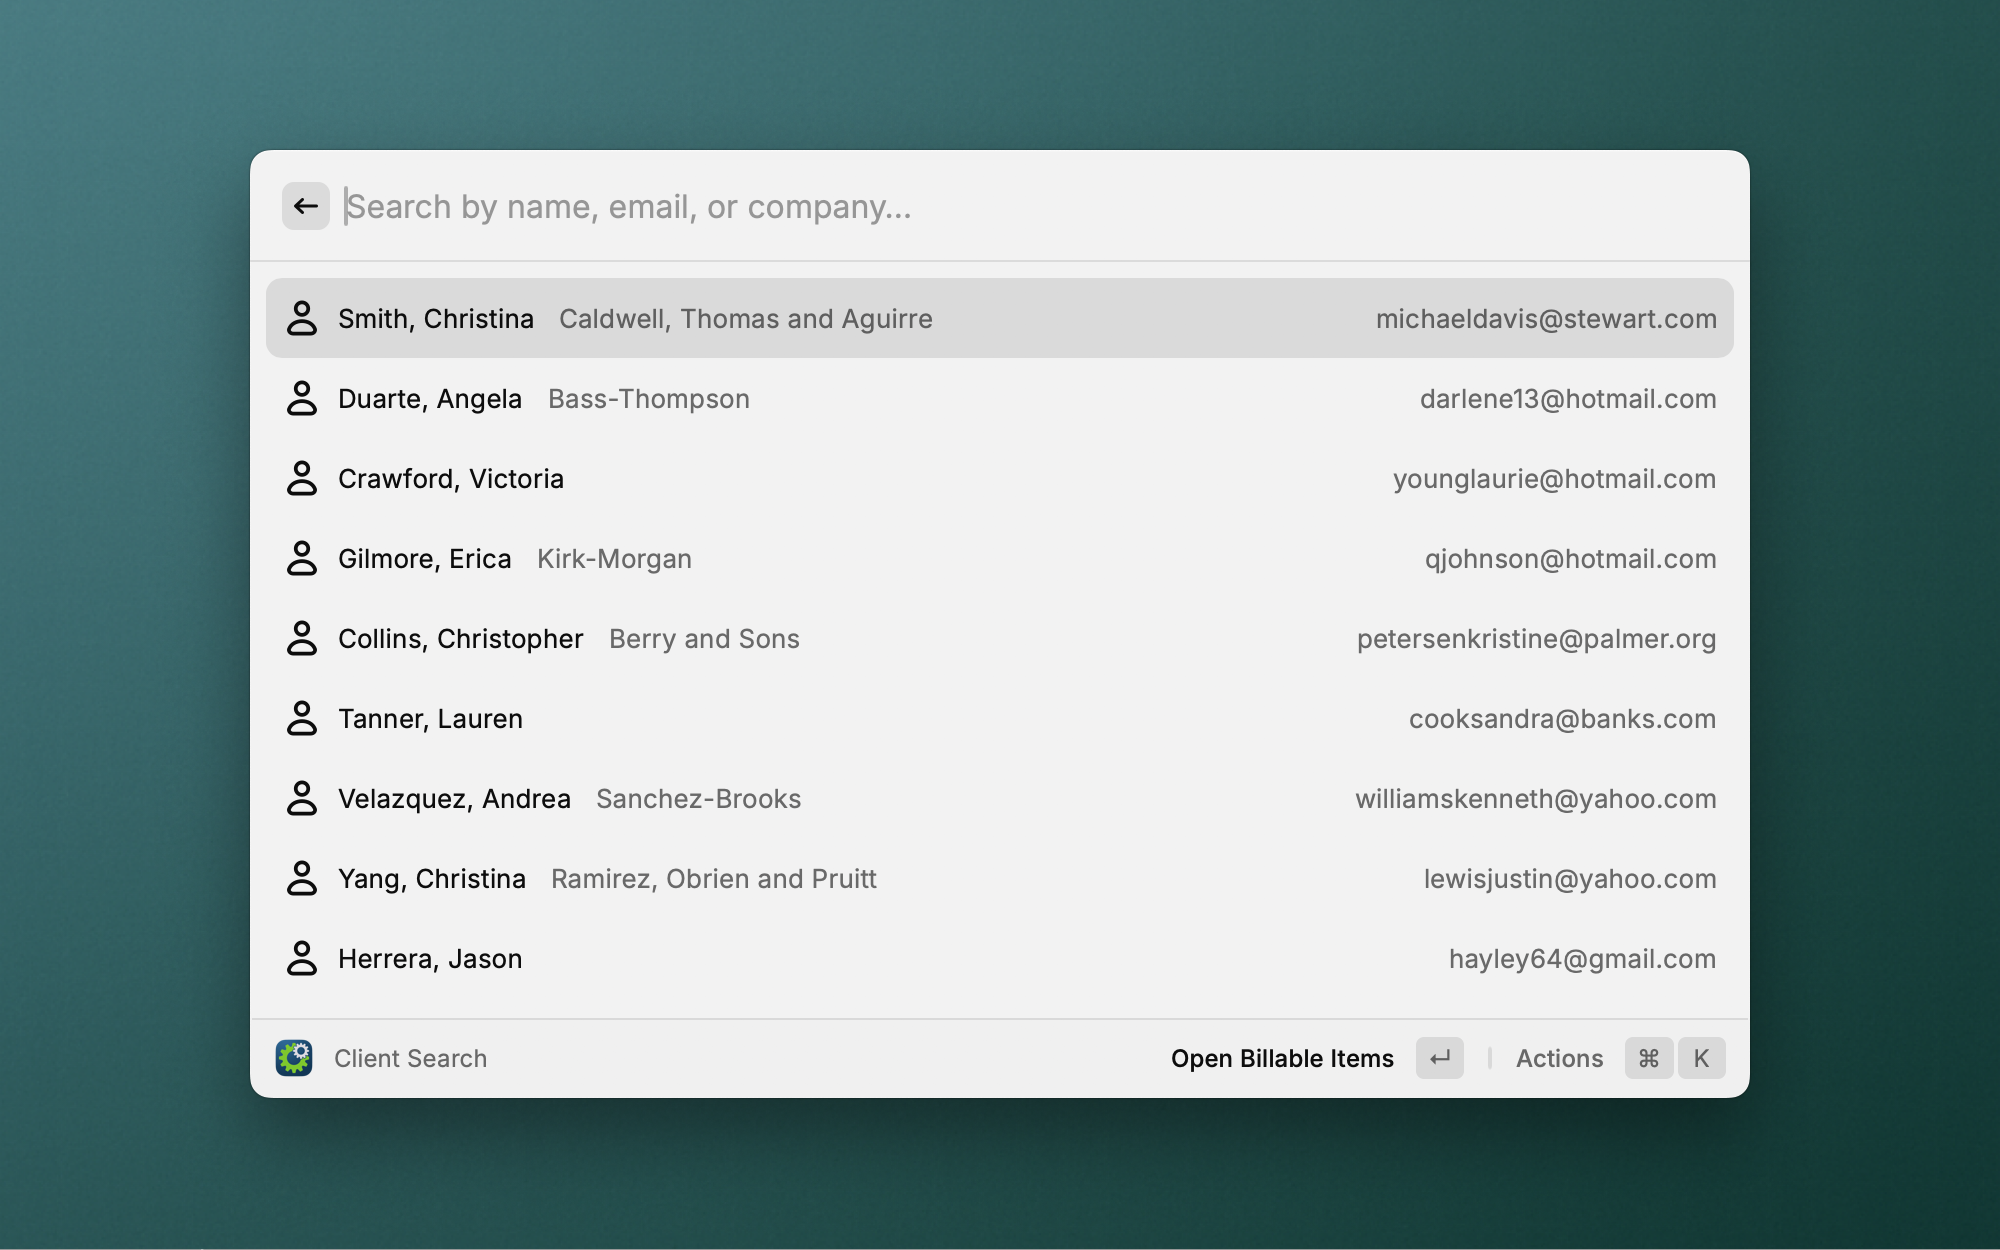 Search by name, email, or company...
Smith, Christina Caldwell, Thomas and Aguirre michaeldavis@stewart.com
Duarte, Angela Bass-Thompson darlene13@hotmail.com
Crawford, Victoria younglaurie@hotmail.com
Gilmore, Erica Kirk-Morgan qjohnson@hotmail.com
Collins, Christopher Berry and Sons petersenkristine@palmer.org
Tanner, Lauren cooksandra@banks.com
Velazquez, Andrea Sanchez-Brooks williamskenneth@yahoo.com
Yang, Christina Ramirez, Obrien and Pruitt lewisjustin@yahoo.com
Herrera, Jason hayley64@gmail.com
Client Search Open Billable Items ↵ Actions ⌘ K